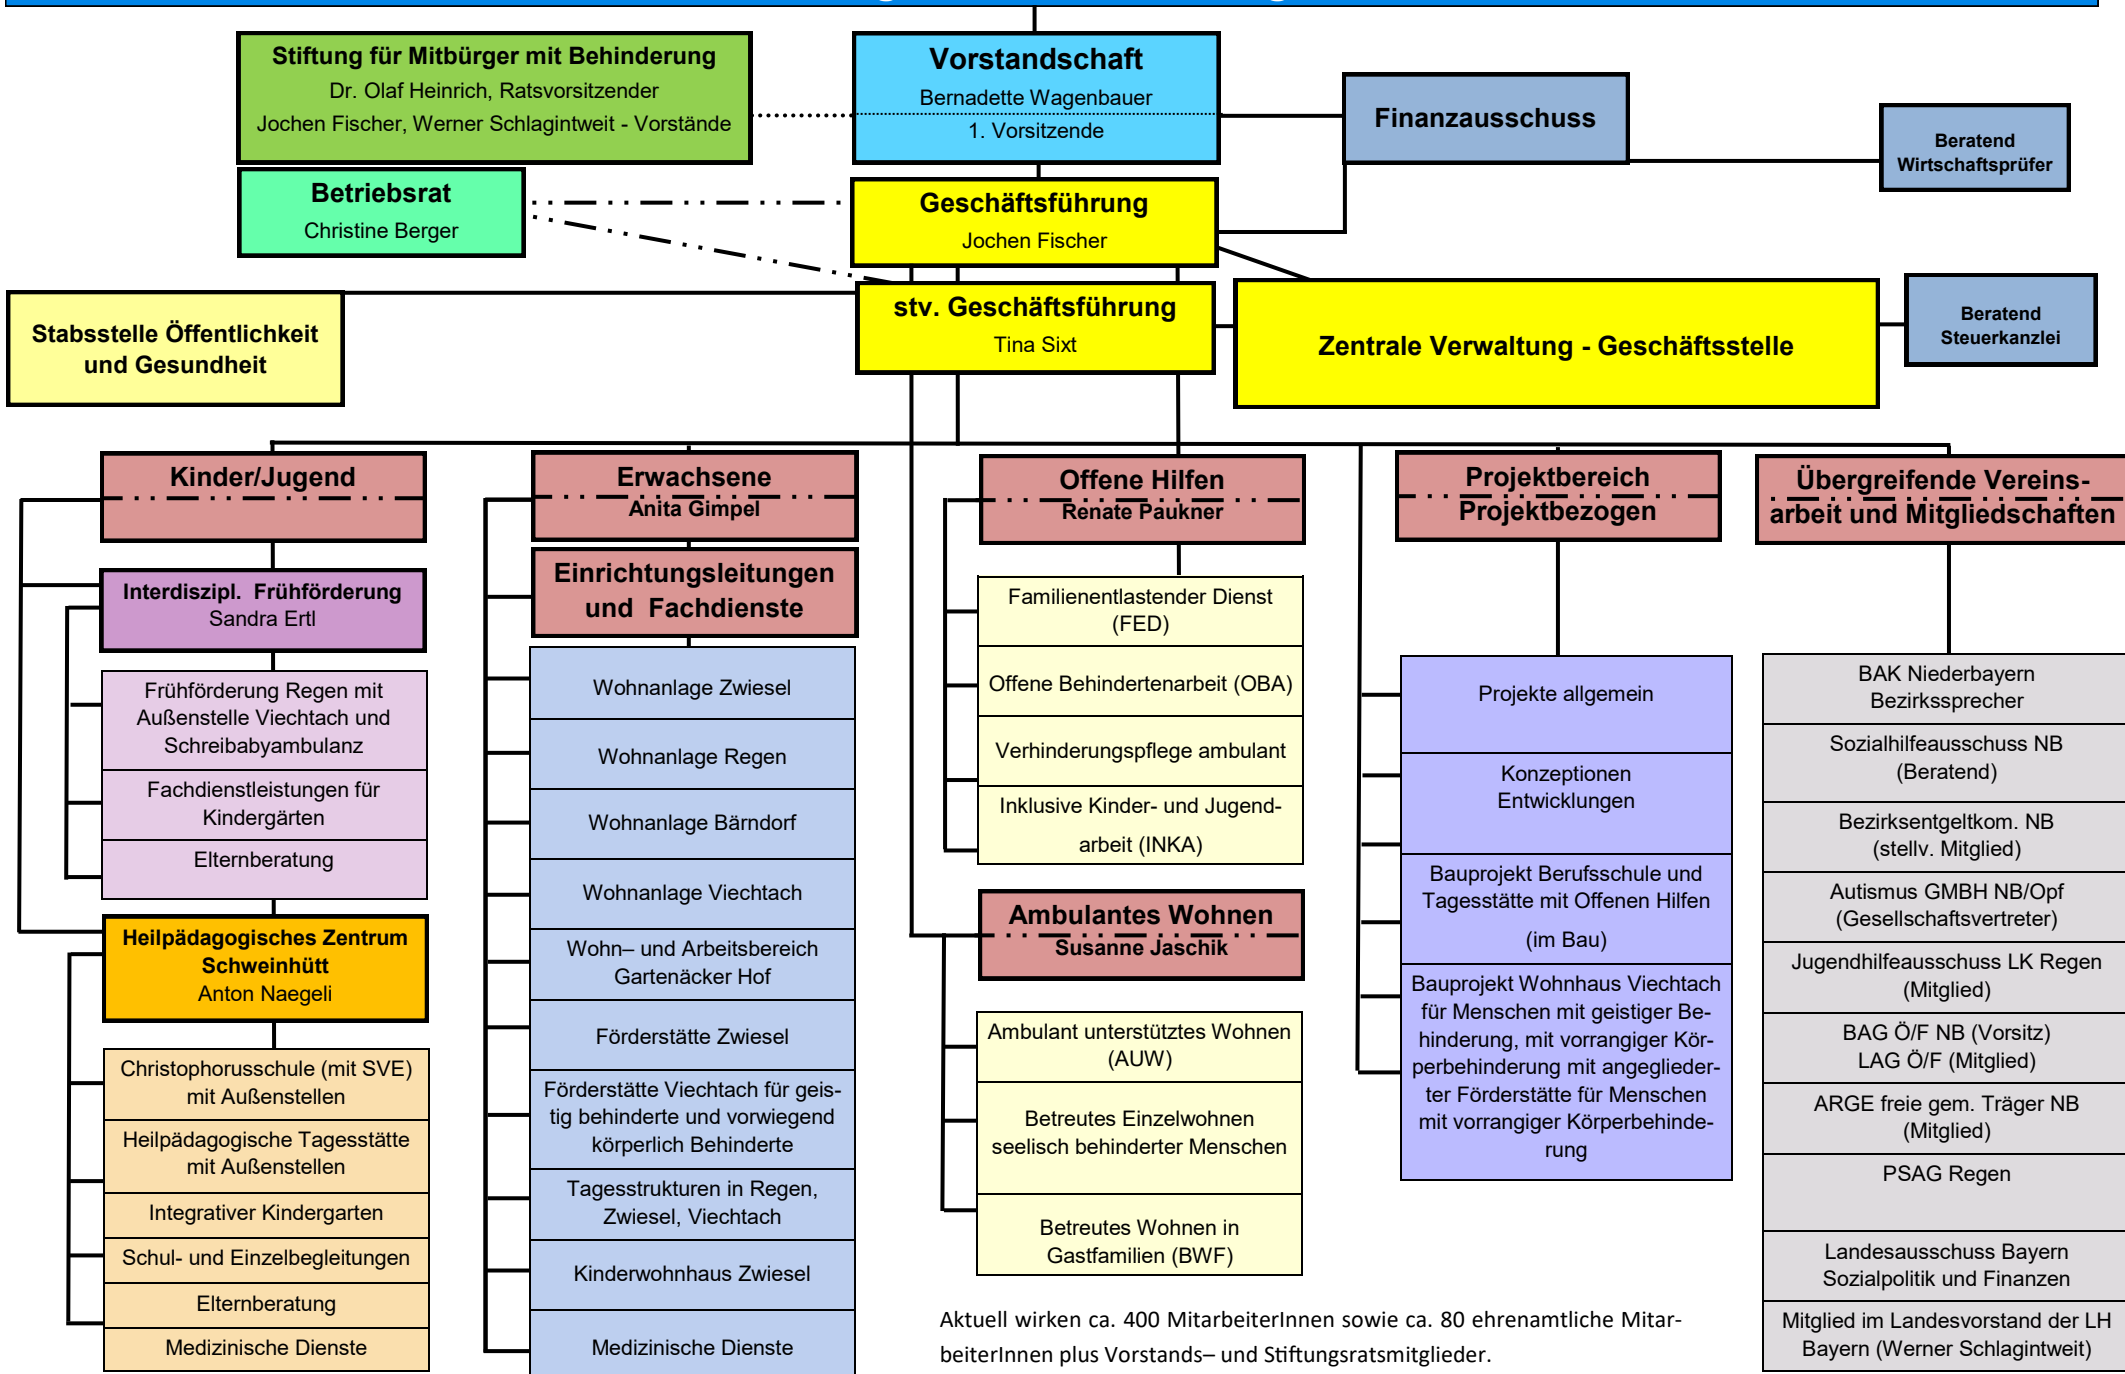 Stiftung für Mitbürger mit Behinderung
Dr. Olaf Heinrich, Ratsvorsitzender
Jochen Fischer, Werner Schlagintweit - Vorstände
Vorstandschaft
Bernadette Wagenbauer
1. Vorsitzende
Finanzausschuss
Beratend
Wirtschaftsprüfer
Betriebsrat
Christine Berger
Geschäftsführung
Jochen Fischer
stv. Geschäftsführung
Tina Sixt
Stabsstelle Öffentlichkeit
und Gesundheit
Zentrale Verwaltung - Geschäftsstelle
Beratend
Steuerkanzlei
Kinder/Jugend
Interdiszipl. Frühförderung
Sandra Ertl
Frühförderung Regen mit
Außenstelle Viechtach und
Schreibabyambulanz
Fachdienstleistungen für
Kindergärten
Elternberatung
Heilpädagogisches Zentrum
Schweinhütt
Anton Naegeli
Christophorusschule (mit SVE)
mit Außenstellen
Heilpädagogische Tagesstätte
mit Außenstellen
Integrativer Kindergarten
Schul- und Einzelbegleitungen
Elternberatung
Medizinische Dienste
Erwachsene
Anita Gimpel
Einrichtungsleitungen
und Fachdienste
Wohnanlage Zwiesel
Wohnanlage Regen
Wohnanlage Bärndorf
Wohnanlage Viechtach
Wohn– und Arbeitsbereich
Gartenäcker Hof
Förderstätte Zwiesel
Förderstätte Viechtach für geis-
tig behinderte und vorwiegend
körperlich Behinderte
Tagesstrukturen in Regen,
Zwiesel, Viechtach
Kinderwohnhaus Zwiesel
Medizinische Dienste
Offene Hilfen
Renate Paukner
Familienentlastender Dienst
(FED)
Offene Behindertenarbeit (OBA)
Verhinderungspflege ambulant
Inklusive Kinder- und Jugend-
arbeit (INKA)
Ambulantes Wohnen
Susanne Jaschik
Ambulant unterstütztes Wohnen
(AUW)
Betreutes Einzelwohnen
seelisch behinderter Menschen
Betreutes Wohnen in
Gastfamilien (BWF)
Projektbereich
Projektbezogen
Projekte allgemein
Konzeptionen
Entwicklungen
Bauprojekt Berufsschule und
Tagesstätte mit Offenen Hilfen
(im Bau)
Bauprojekt Wohnhaus Viechtach
für Menschen mit geistiger Be-
hinderung, mit vorrangiger Kör-
perbehinderung mit angeglieder-
ter Förderstätte für Menschen
mit vorrangiger Körperbehinde-
rung
Übergreifende Vereins-
arbeit und Mitgliedschaften
BAK Niederbayern
Bezirkssprecher
Sozialhilfeausschuss NB
(Beratend)
Bezirksentgeltkom. NB
(stellv. Mitglied)
Autismus GMBH NB/Opf
(Gesellschaftsvertreter)
Jugendhilfeausschuss LK Regen
(Mitglied)
BAG Ö/F NB (Vorsitz)
LAG Ö/F (Mitglied)
ARGE freie gem. Träger NB
(Mitglied)
PSAG Regen
Landesausschuss Bayern
Sozialpolitik und Finanzen
Mitglied im Landesvorstand der LH
Bayern (Werner Schlagintweit)
Aktuell wirken ca. 400 MitarbeiterInnen sowie ca. 80 ehrenamtliche Mitar-
beiterInnen plus Vorstands– und Stiftungsratsmitglieder.